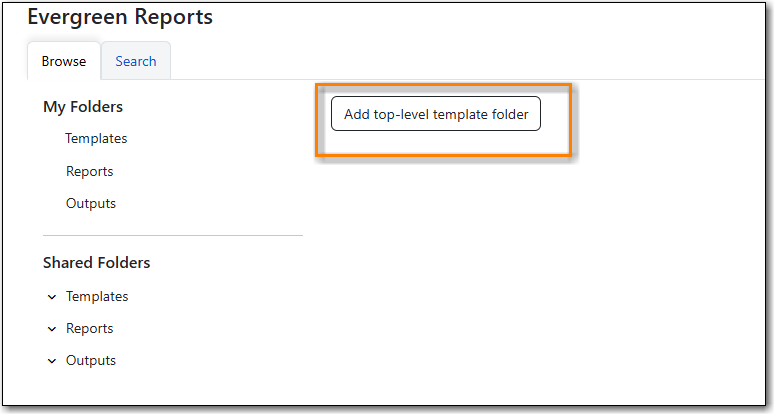 Evergreen Reports
Browse
Search
My Folders
Templates
Reports
Outputs
Add top-level template folder
Shared Folders
Templates
Reports
Outputs